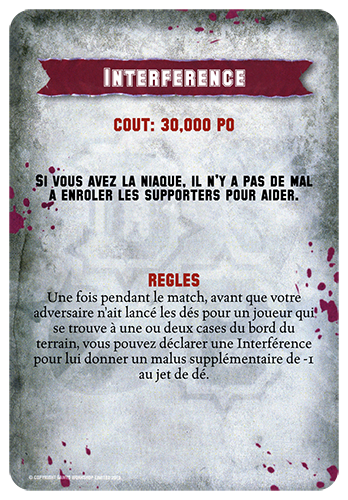 INTERFERENCE
COUT: 30,000 PO
SI VOUS AVEZ LA NIAQUE, IL N'Y A PAS DE MAL
A ENROLER LES SUPPORTERS POUR AIDER.
REGLES
Une fois pendant le match, avant que votre
adversaire n'ait lancé les dés pour un joueur qui
se trouve à une ou deux cases du bord du
terrain, vous pouvez déclarer une Interférence
pour lui donner un malus supplémentaire de -1
au jet de dé.
© COPYRIGHT GAMES WORKSHOP LIMITED